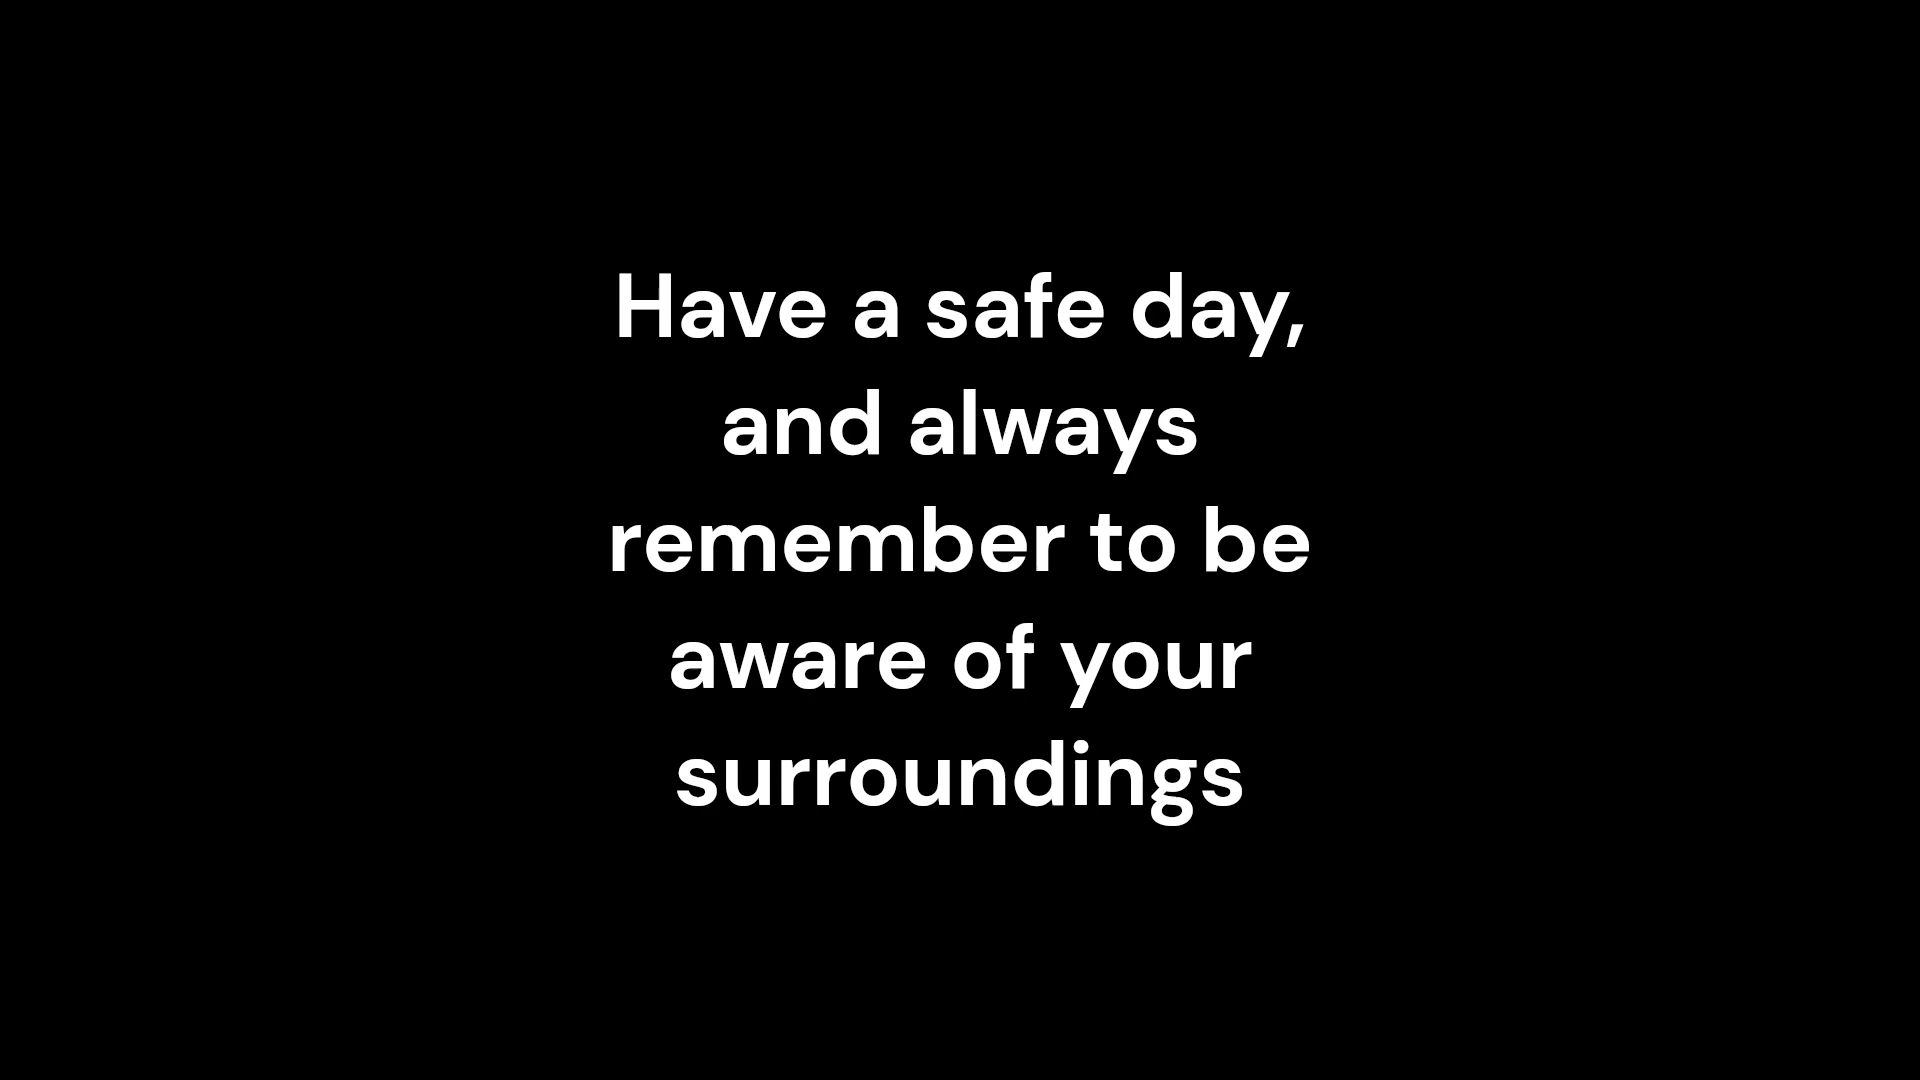 Have a safe day,
and always
remember to be
aware of your
surroundings